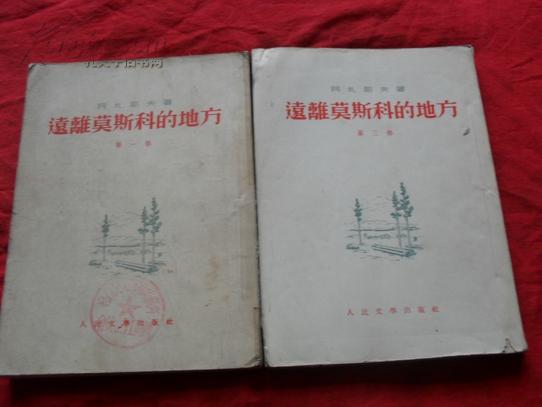 阿札耶夫著
遠離莫斯科的地方
第一部
人民文學出版社
阿札耶夫著
遠離莫斯科的地方
第三部
人民文學出版社